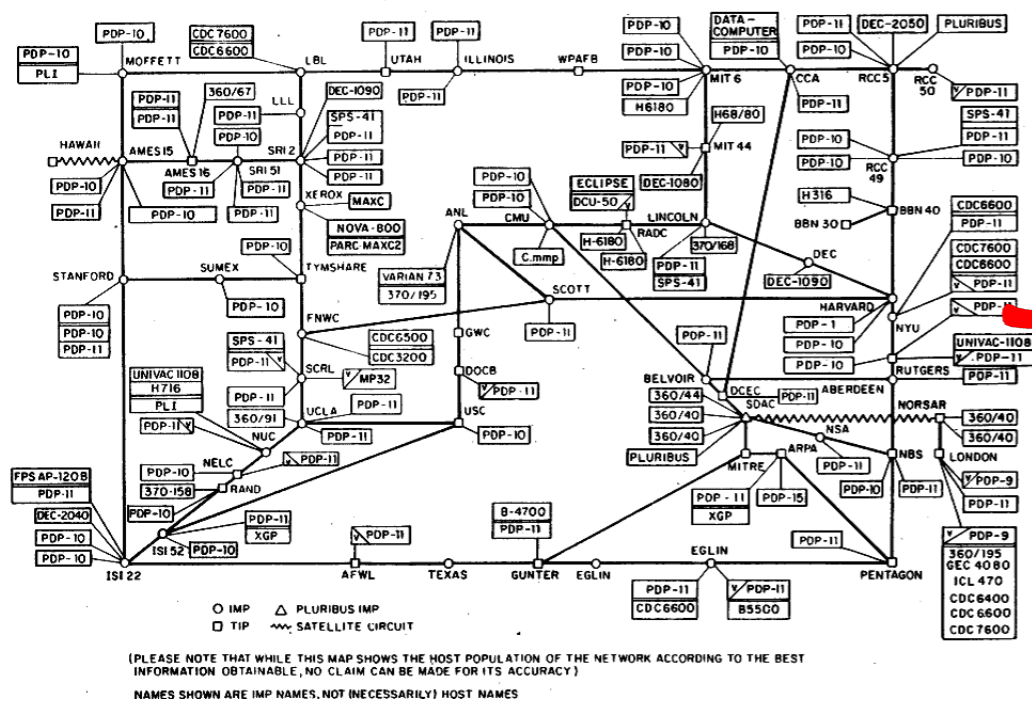 PDP-10
CDC7600
CDC6600
PDP-11
PDP-11
PDP-10
PDP-10
PDP-10
H6180
DATA-
COMPUTER
PDP-10
PDP-11
PDP-10
DEC-2050
PLURIBUS
PDP-10
PLI
MOFFETT
LBL
UTAH
ILLINOIS
WPAFB
MIT 6
CCA
RCC5
RCC
50
PDP-11
PDP-11
PDP-11
PDP-11
PDP-11
360/67
LLL
PDP-11
DEC-1090
SPS-41
PDP-11
PDP-11
PDP-11
H68/80
PDP-11
MIT 44
DEC-1080
PDP-10
PDP-10
SPS-41
PDP-11
PDP-10
RCC
49
HAWAII
AMES15
AMES16
PDP-10
SRI 51
SRI 2
PDP-11
PDP-11
PDP-10
PDP-11
PDP-10
XEROX
MAXC
NOVA-800
PARC-MAXC2
ANL
CMU
PDP-10
PDP-10
C.mmp
ECLIPSE
DCU-50
RADC
H-6180
H-6180
LINCOLN
370/168
PDP-11
SPS-41
H316
BBN 30
BBN 40
CDC6600
PDP-11
CDC7600
CDC6600
PDP-11
DEC
DEC-1090
STANFORD
SUMEX
PDP-10
TYMSHARE
PDP-10
PDP-10
PDP-10
PDP-11
VARIAN 73
370/195
SCOTT
PDP-11
HARVARD
PDP-1
PDP-10
PDP-10
NYU
UNIVAC-1108
PDP-11
RUTGERS
PDP-11
FNWC
CDC6500
CDC3200
GWC
DOCB
PDP-11
SPS-41
PDP-11
SCRL
MP32
PDP-11
360/91
UCLA
PDP-11
PDP-11
USC
PDP-10
UNIVAC 1108
H716
PLI
PDP-11
NUC
NELC
PDP-11
PDP-10
370-158
RAND
PDP-10
PDP-11
BELVOIR
DCEC
PDP-11
ABERDEEN
360/44
360/40
360/40
PLURIBUS
SDAC
NSA
PDP-11
NORSAR
360/40
360/40
LONDON
MITRE
ARPA
NBS
PDP-10
PDP-11
PDP-9
PDP-11
PDP-11
XGP
PDP-15
FPS AP-120B
PDP-11
DEC-2040
PDP-10
PDP-10
ISI 22
ISI 52
PDP-11
XGP
PDP-10
PDP-11
AFWL
TEXAS
B-4700
PDP-11
GUNTER
EGLIN
EGLIN
PDP-11
CDC6600
PDP-11
B5500
PDP-11
PENTAGON
PDP-9
360/195
GEC 4080
ICL 470
CDC6400
CDC6600
CDC7600
IMP
PLURIBUS IMP
TIP
SATELLITE CIRCUIT
(PLEASE NOTE THAT WHILE THIS MAP SHOWS THE HOST POPULATION OF THE NETWORK ACCORDING TO THE BEST
INFORMATION OBTAINABLE, NO CLAIM CAN BE MADE FOR ITS ACCURACY)
NAMES SHOWN ARE IMP NAMES, NOT (NECESSARILY) HOST NAMES